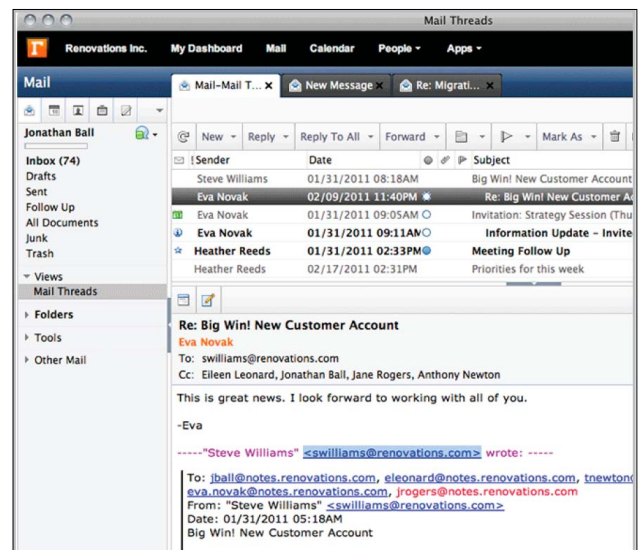 Mail Threads
Renovations Inc. My Dashboard Mail Calendar People Apps
Mail
Mail-Mail T... x New Message x Re: Migrati... x
Jonathan Ball
New Reply Reply To All Forward Mark As
Inbox (74)
Drafts
Sent
Follow Up
All Documents
Junk
Trash
Views
Mail Threads
Folders
Tools
Other Mail
! Sender Date Subject
Steve Williams 01/31/2011 08:18AM Big Win! New Customer Account
Eva Novak 02/09/2011 11:40PM Re: Big Win! New Customer
Eva Novak 01/31/2011 09:05AM Invitation: Strategy Session (Thu
Eva Novak 01/31/2011 09:11AM Information Update – Invite
Heather Reeds 01/31/2011 02:33PM Meeting Follow Up
Heather Reeds 02/17/2011 02:31PM Priorities for this week
Re: Big Win! New Customer Account
Eva Novak
To: swilliams@renovations.com
Cc: Eileen Leonard, Jonathan Ball, Jane Rogers, Anthony Newton
This is great news. I look forward to working with all of you.
-Eva
-----"Steve Williams" <swilliams@renovations.com> wrote: -----
To: jball@notes.renovations.com, eleonard@notes.renovations.com,
eva.novak@notes.renovations.com, jrogers@notes.renovations.com
From: "Steve Williams" <swilliams@renovations.com>
Date: 01/31/2011 05:18AM
Big Win! New Customer Account